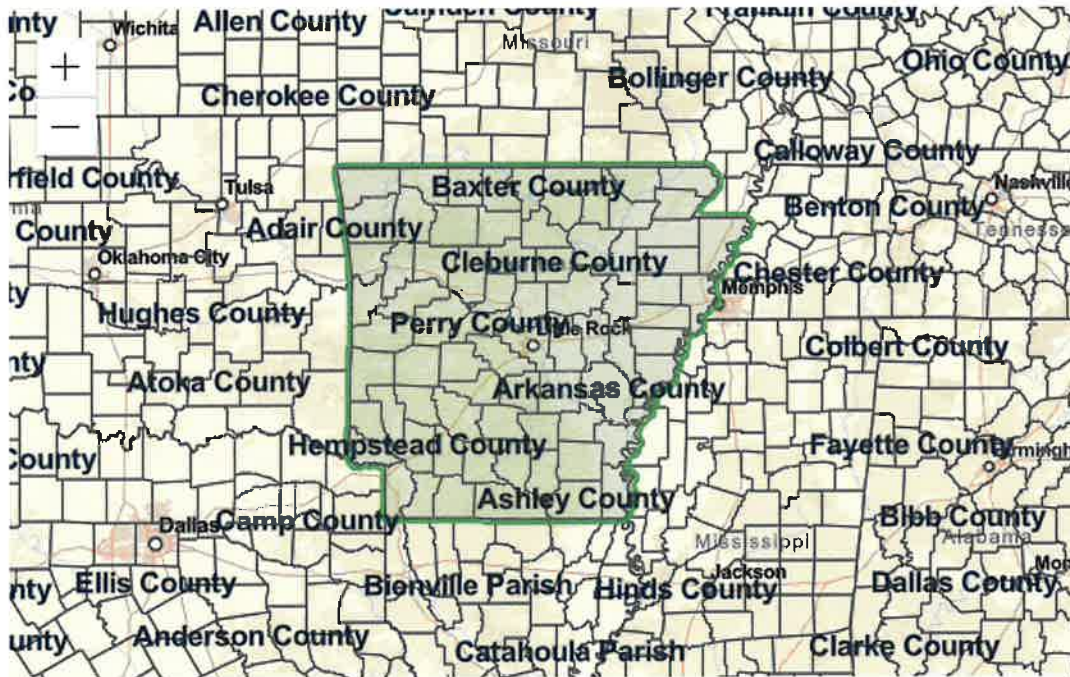 Wichita
Allen County
Missouri
Bollinger County
Ohio County
Cherokee County
Calloway County
Baxter County
Tulsa
Nashville
Benton County
Adair County
County
Oklahoma City
Cleburne County
Chester County
Memphis
Hughes County
Perry County
Colbert County
Atoka County
Arkansas County
Hempstead County
Fayette County
County
Ashley County
Dallas
Camp County
Bibb County
Mississippi
Alabama
Ellis County
Bienville Parish
Hinds County
Jackson
Dallas County
Anderson County
Catahoula Parish
Clarke County